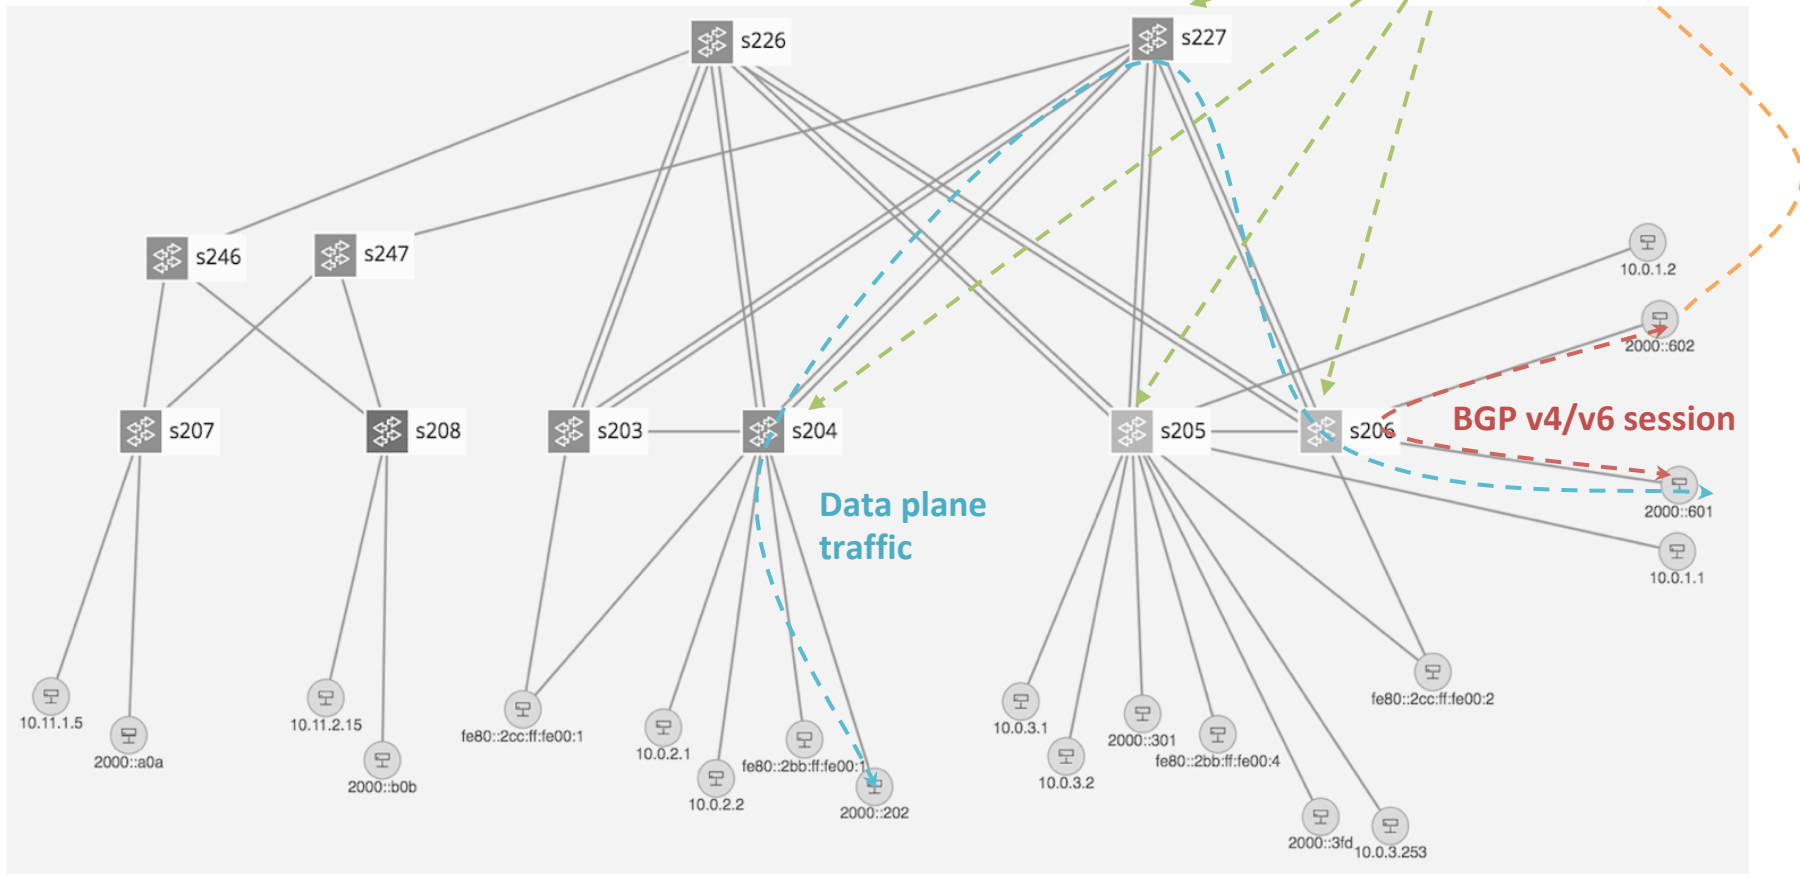 s226
s227
s246
s247
10.0.1.2
2000::602
s207
s208
s203
s204
s205
s206
BGP v4/v6 session
Data plane
traffic
2000::601
10.0.1.1
10.11.1.5
2000::a0a
10.11.2.15
2000::b0b
fe80::2cc:ff:fe00:1
10.0.2.1
10.0.2.2
fe80::2bb:ff:fe00:1
2000::202
10.0.3.1
10.0.3.2
2000::301
fe80::2bb:ff:fe00:4
fe80::2cc:ff:fe00:2
2000::3fd
10.0.3.253